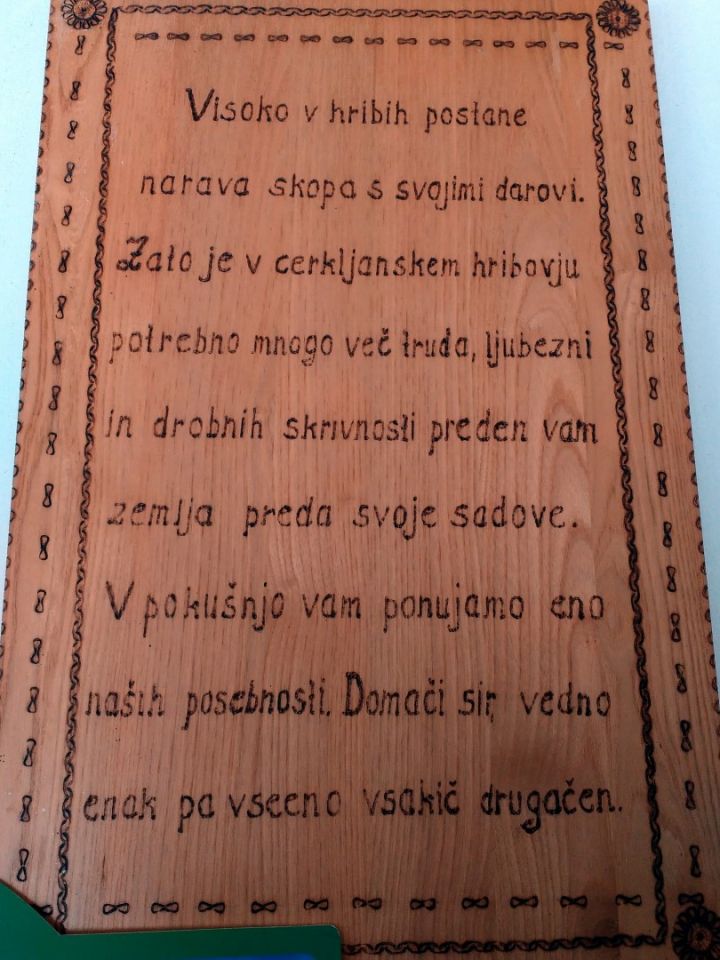 Visoko v hribih postane
narava skopa s svojimi darovi.
Zato je v cerkljanskem hribovju
potrebno mnogo več truda, ljubezni
in drobnih skrivnosti preden vam
zemlja preda svoje sadove.
V pokušnjo vam ponujamo eno
naših posebnosti. Domači sir, vedno
enak pa vseeno vsakič drugačen.